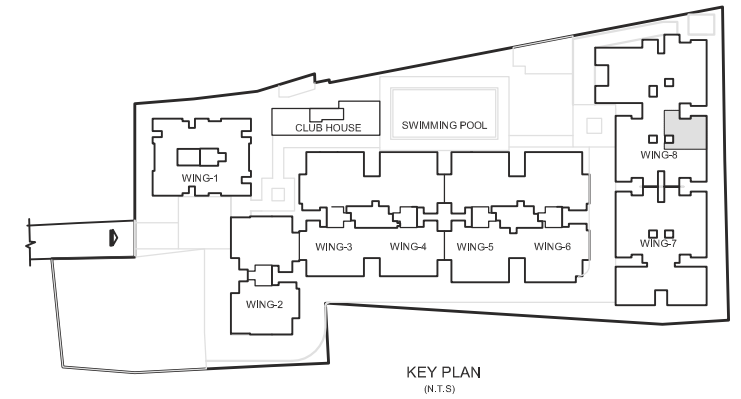 CLUB HOUSE
SWIMMING POOL
WING-8
WING-1
WING-3
WING-4
WING-5
WING-6
WING-7
WING-2
KEY PLAN
(N.T.S)